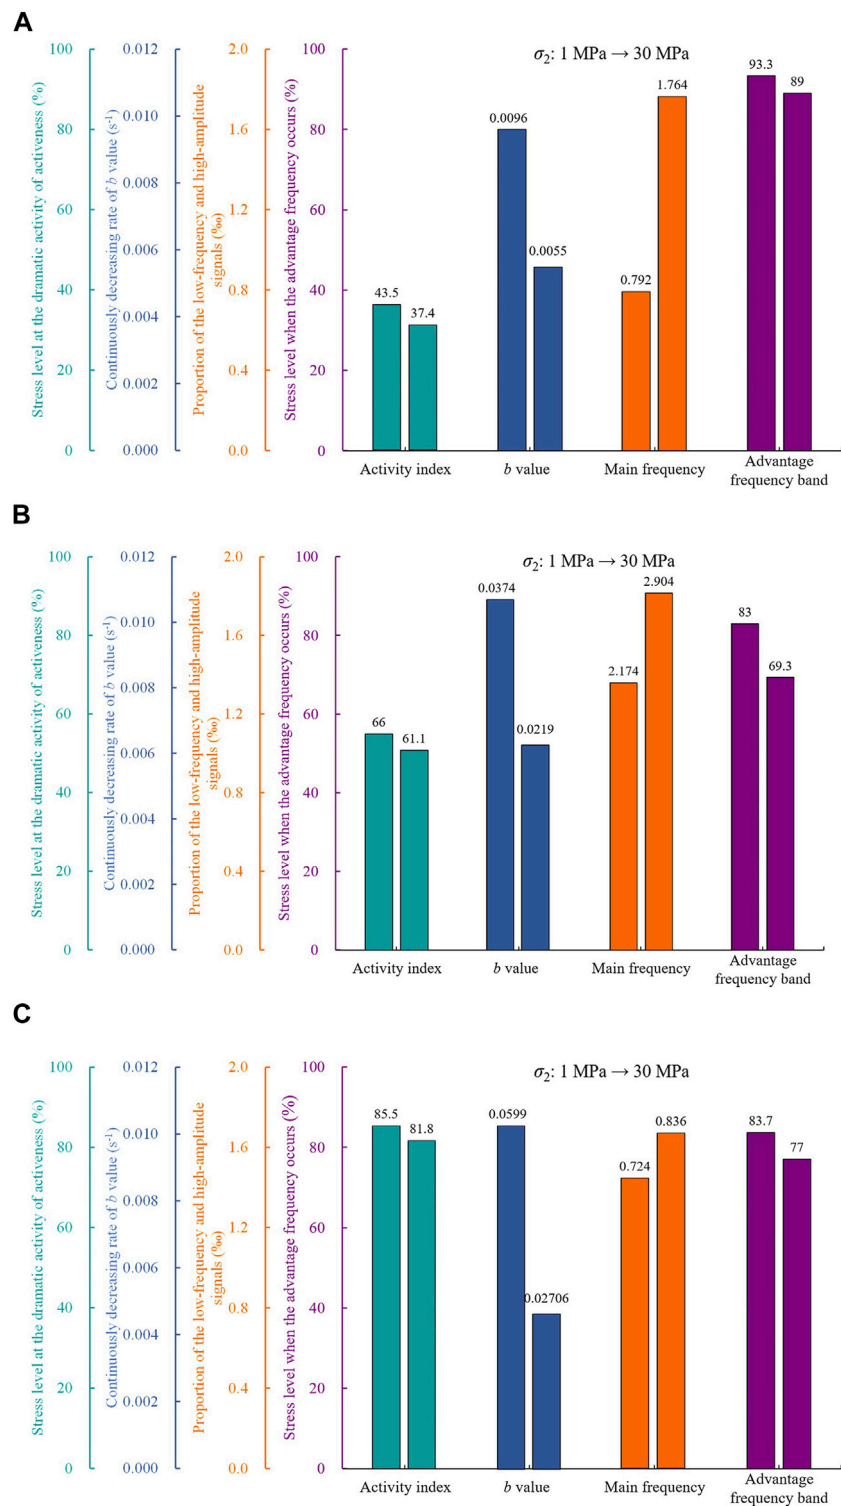 A
σ2: 1 MPa → 30 MPa
Stress level at the dramatic activity of activeness (%)
100
80
60
40
20
0
Continuously decreasing rate of b value (s-1)
0.012
0.010
0.008
0.006
0.004
0.002
0.000
Proportion of the low-frequency and high-amplitude
signals (‰)
2.0
1.6
1.2
0.8
0.4
0.0
Stress level when the advantage frequency occurs (%)
100
80
60
40
20
0
43.5
37.4
0.0096
0.0055
0.792
1.764
93.3
89
Activity index
b value
Main frequency
Advantage
frequency band
B
σ2: 1 MPa → 30 MPa
Stress level at the dramatic activity of activeness (%)
100
80
60
40
20
0
Continuously decreasing rate of b value (s-1)
0.012
0.010
0.008
0.006
0.004
0.002
0.000
Proportion of the low-frequency and high-amplitude
signals (‰)
2.0
1.6
1.2
0.8
0.4
0.0
Stress level when the advantage frequency occurs (%)
100
80
60
40
20
0
66
61.1
0.0374
0.0219
2.174
2.904
83
69.3
Activity index
b value
Main frequency
Advantage
frequency band
C
σ2: 1 MPa → 30 MPa
Stress level at the dramatic activity of activeness (%)
100
80
60
40
20
0
Continuously decreasing rate of b value (s-1)
0.012
0.010
0.008
0.006
0.004
0.002
0.000
Proportion of the low-frequency and high-amplitude
signals (‰)
2.0
1.6
1.2
0.8
0.4
0.0
Stress level when the advantage frequency occurs (%)
100
80
60
40
20
0
85.5
81.8
0.0599
0.02706
0.724
0.836
83.7
77
Activity index
b value
Main frequency
Advantage
frequency band